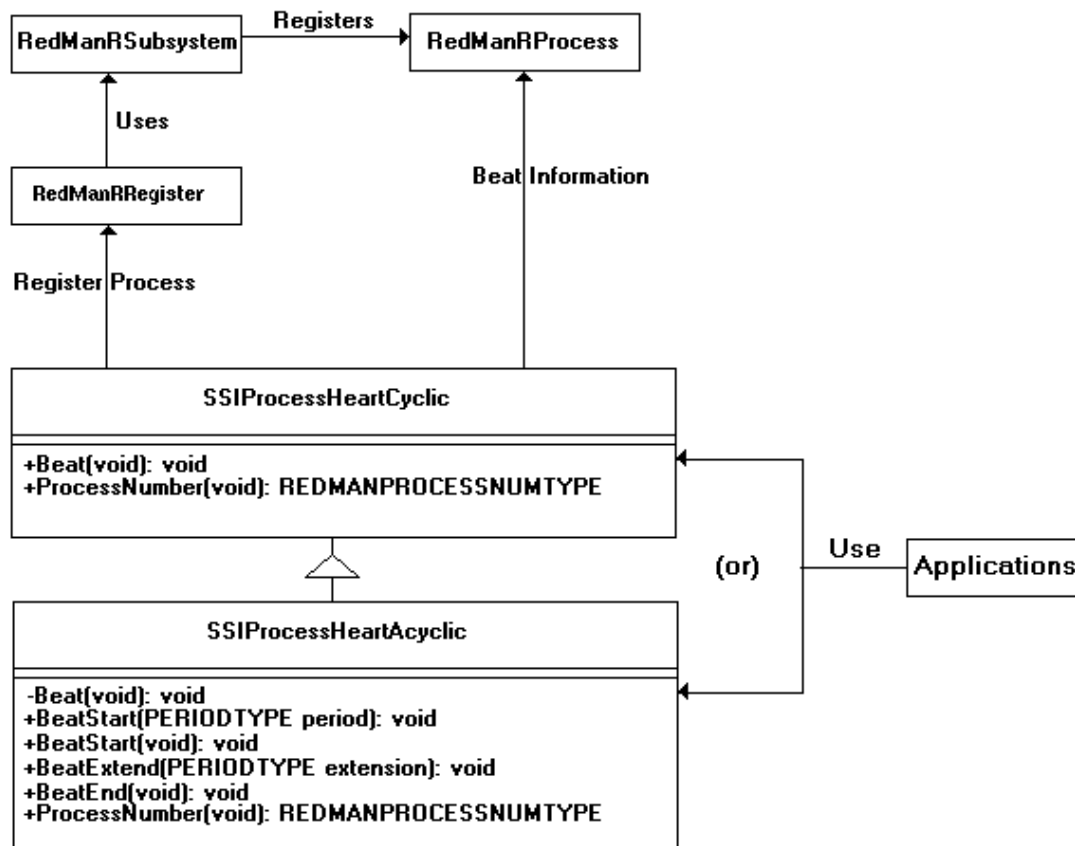 Registers
RedManRSubsystem
RedManRProcess
Uses
RedManRRegister
Beat Information
Register Process
SSIProcessHeartCyclic
+Beat(void): void
+ProcessNumber(void): REDMANPROCESSNUMTYPE
(or)
Use
Applications
SSIProcessHeartAcyclic
-Beat(void): void
+BeatStart(PERIODTYPE period): void
+BeatStart(void): void
+BeatExtend(PERIODTYPE extension): void
+BeatEnd(void): void
+ProcessNumber(void): REDMANPROCESSNUMTYPE